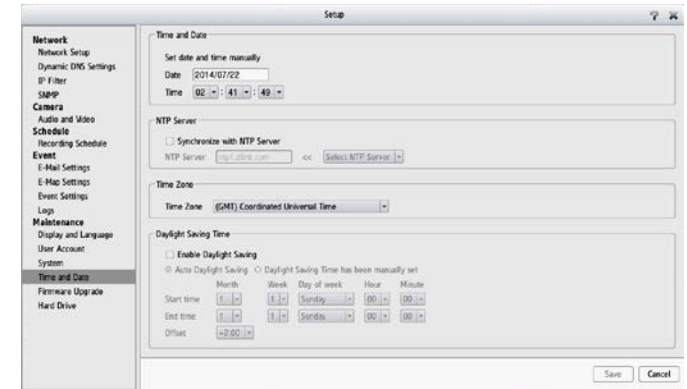 Setup
? x
Network
Network Setup
Dynamic DNS Settings
IP Filter
SNMP
Camera
Audio and Video
Schedule
Recording Schedule
Event
E-Mail Settings
E-Map Settings
Event Settings
Logs
Maintenance
Display and Language
User Account
System
Time and Date
Firmware Upgrade
Hard Drive
Time and Date
Set date and time manually
Date 2014/07/22
Time 02 : 41 : 49
NTP Server
Synchronize with NTP Server
NTP Server ntp1.dlink.com << Select NTP Server
Time Zone
Time Zone (GMT) Coordinated Universal Time
Daylight Saving Time
Enable Daylight Saving
Auto Daylight Saving Daylight Saving Time has been manually set
Month Week Day of week Hour Minute
Start time 1 1 Sunday 00 00
End time 1 1 Sunday 00 00
Offset +2:00
Save Cancel